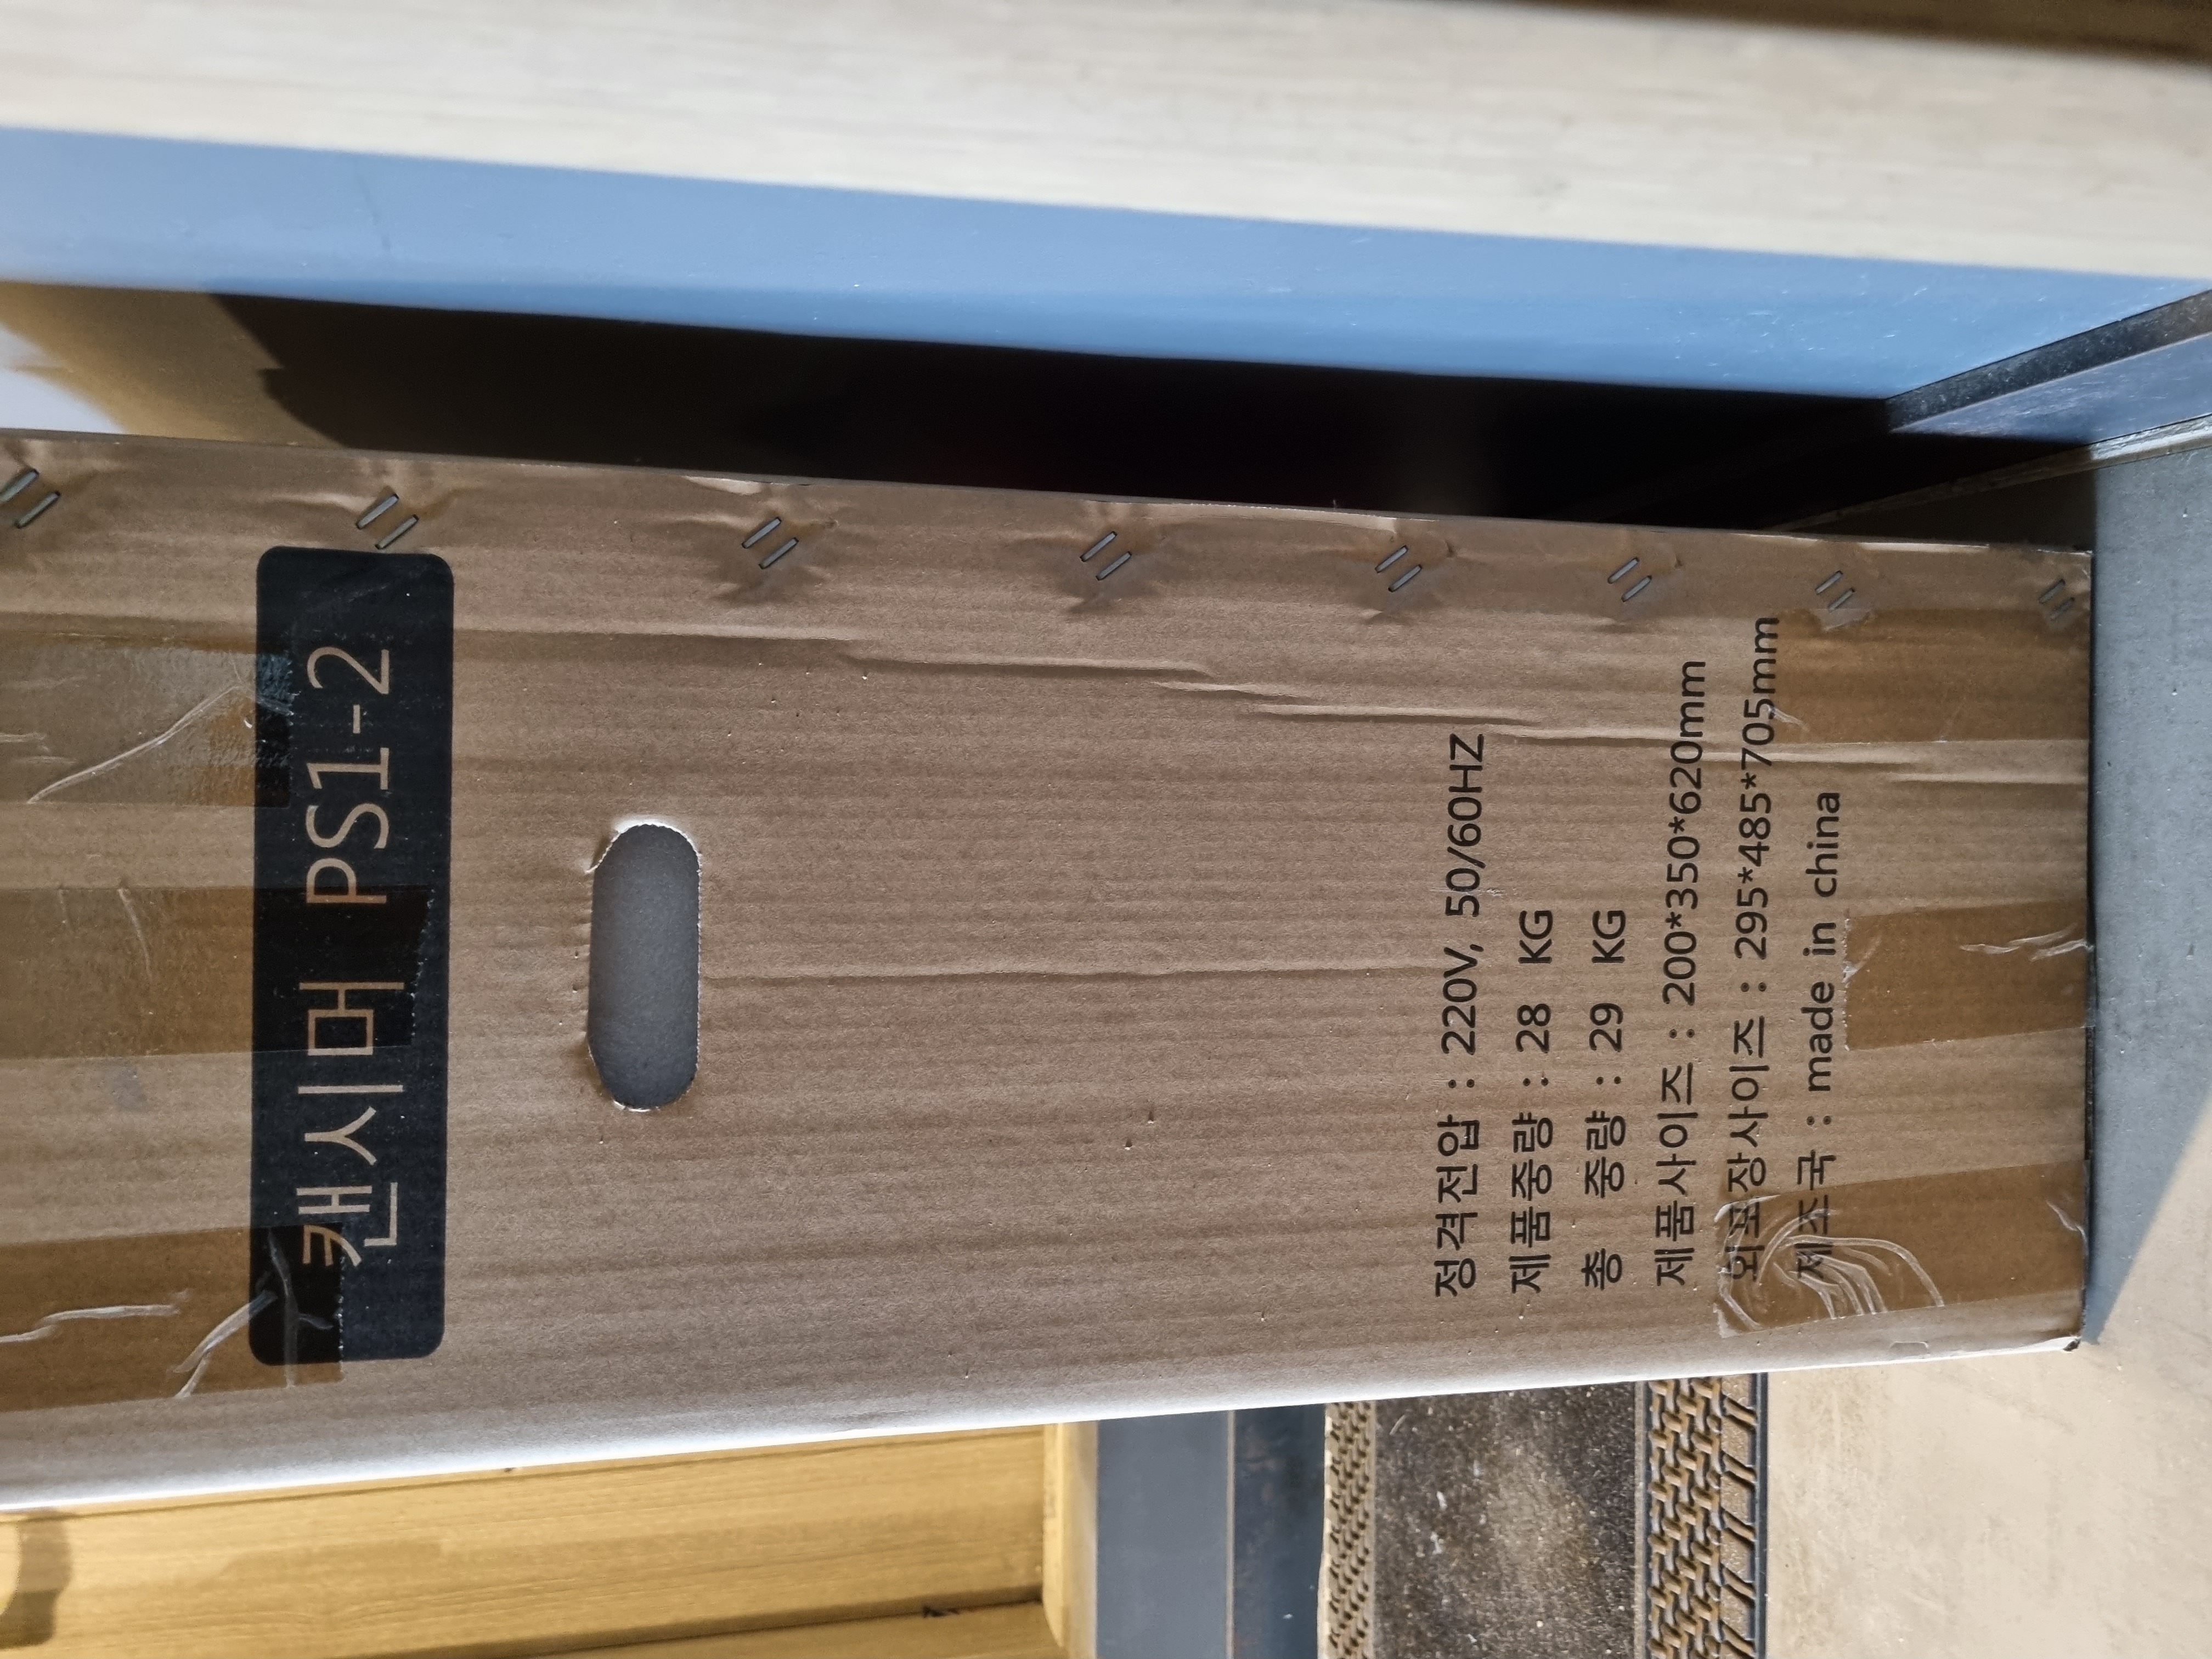 캔시머 PS1-2
정격전압 : 220V, 50/60HZ
제품중량 : 28 KG
총 중량 : 29 KG
제품사이즈 : 200*350*620mm
외포장사이즈 : 295*485*705mm
제조국 : made in china